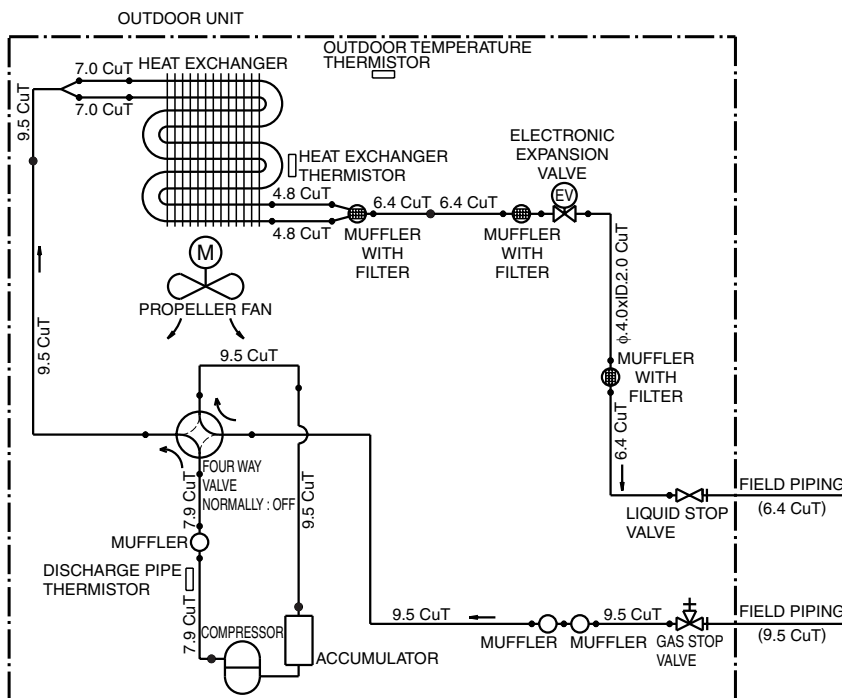 OUTDOOR UNIT
HEAT EXCHANGER
OUTDOOR TEMPERATURE
THERMISTOR
7.0 CuT
7.0 CuT
9.5 CuT
HEAT EXCHANGER
THERMISTOR
4.8 CuT
4.8 CuT
6.4 CuT
6.4 CuT
ELECTRONIC
EXPANSION
VALVE
EV
MUFFLER
WITH
FILTER
MUFFLER
WITH
FILTER
M
PROPELLER FAN
ϕ4.0xID.2.0 CuT
9.5 CuT
9.5 CuT
MUFFLER
WITH
FILTER
6.4 CuT
FOUR WAY
VALVE
NORMALLY : OFF
7.9 CuT
9.5 CuT
LIQUID STOP
VALVE
FIELD PIPING
(6.4 CuT)
MUFFLER
DISCHARGE PIPE
THERMISTOR
7.9 CuT
COMPRESSOR
ACCUMULATOR
9.5 CuT
MUFFLER
MUFFLER
9.5 CuT
GAS STOP
VALVE
FIELD PIPING
(9.5 CuT)